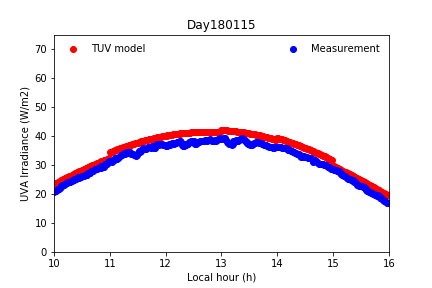 Day180115
TUV model
Measurement
UVA Irradiance (W/m2)
70
60
50
40
30
20
10
0
10 11 12 13 14 15 16
Local hour (h)